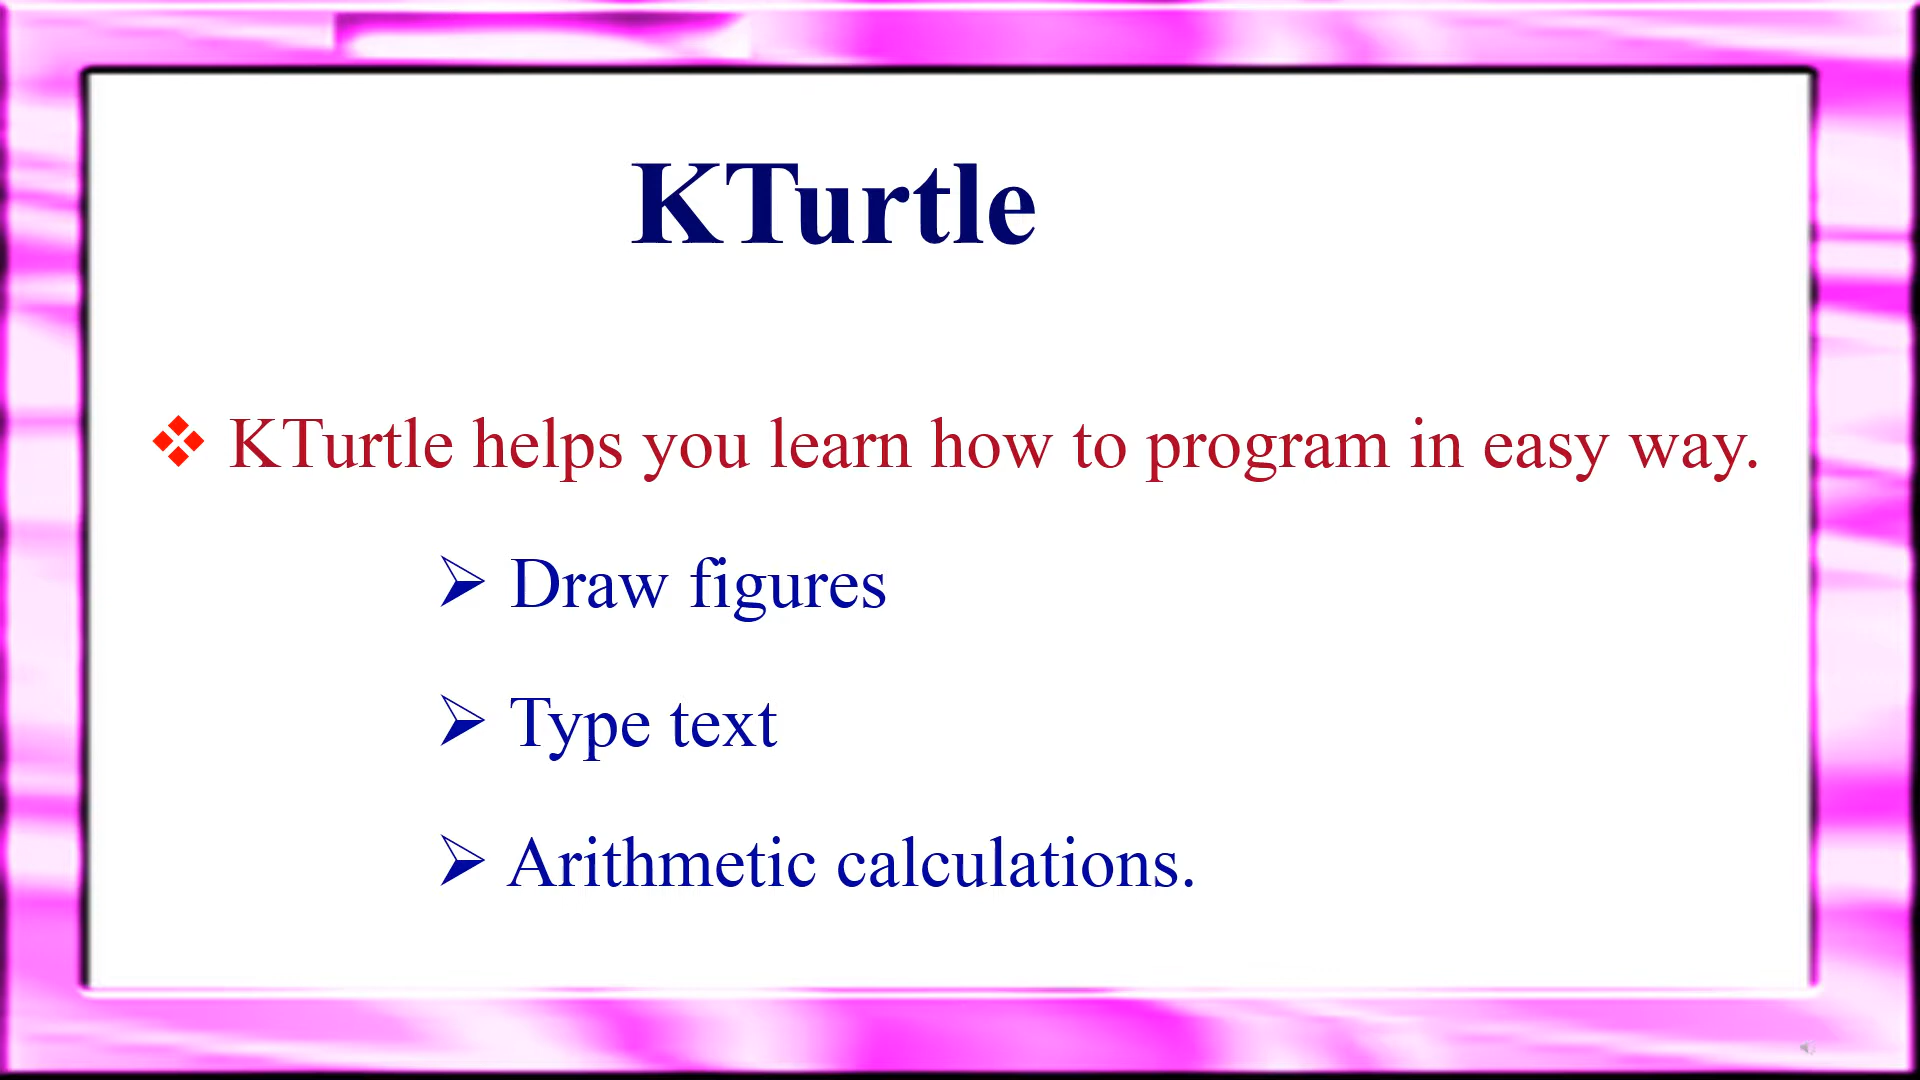 KTurtle
❖ KTurtle helps you learn how to program in easy way.
➢ Draw figures
➢ Type text
➢ Arithmetic calculations.